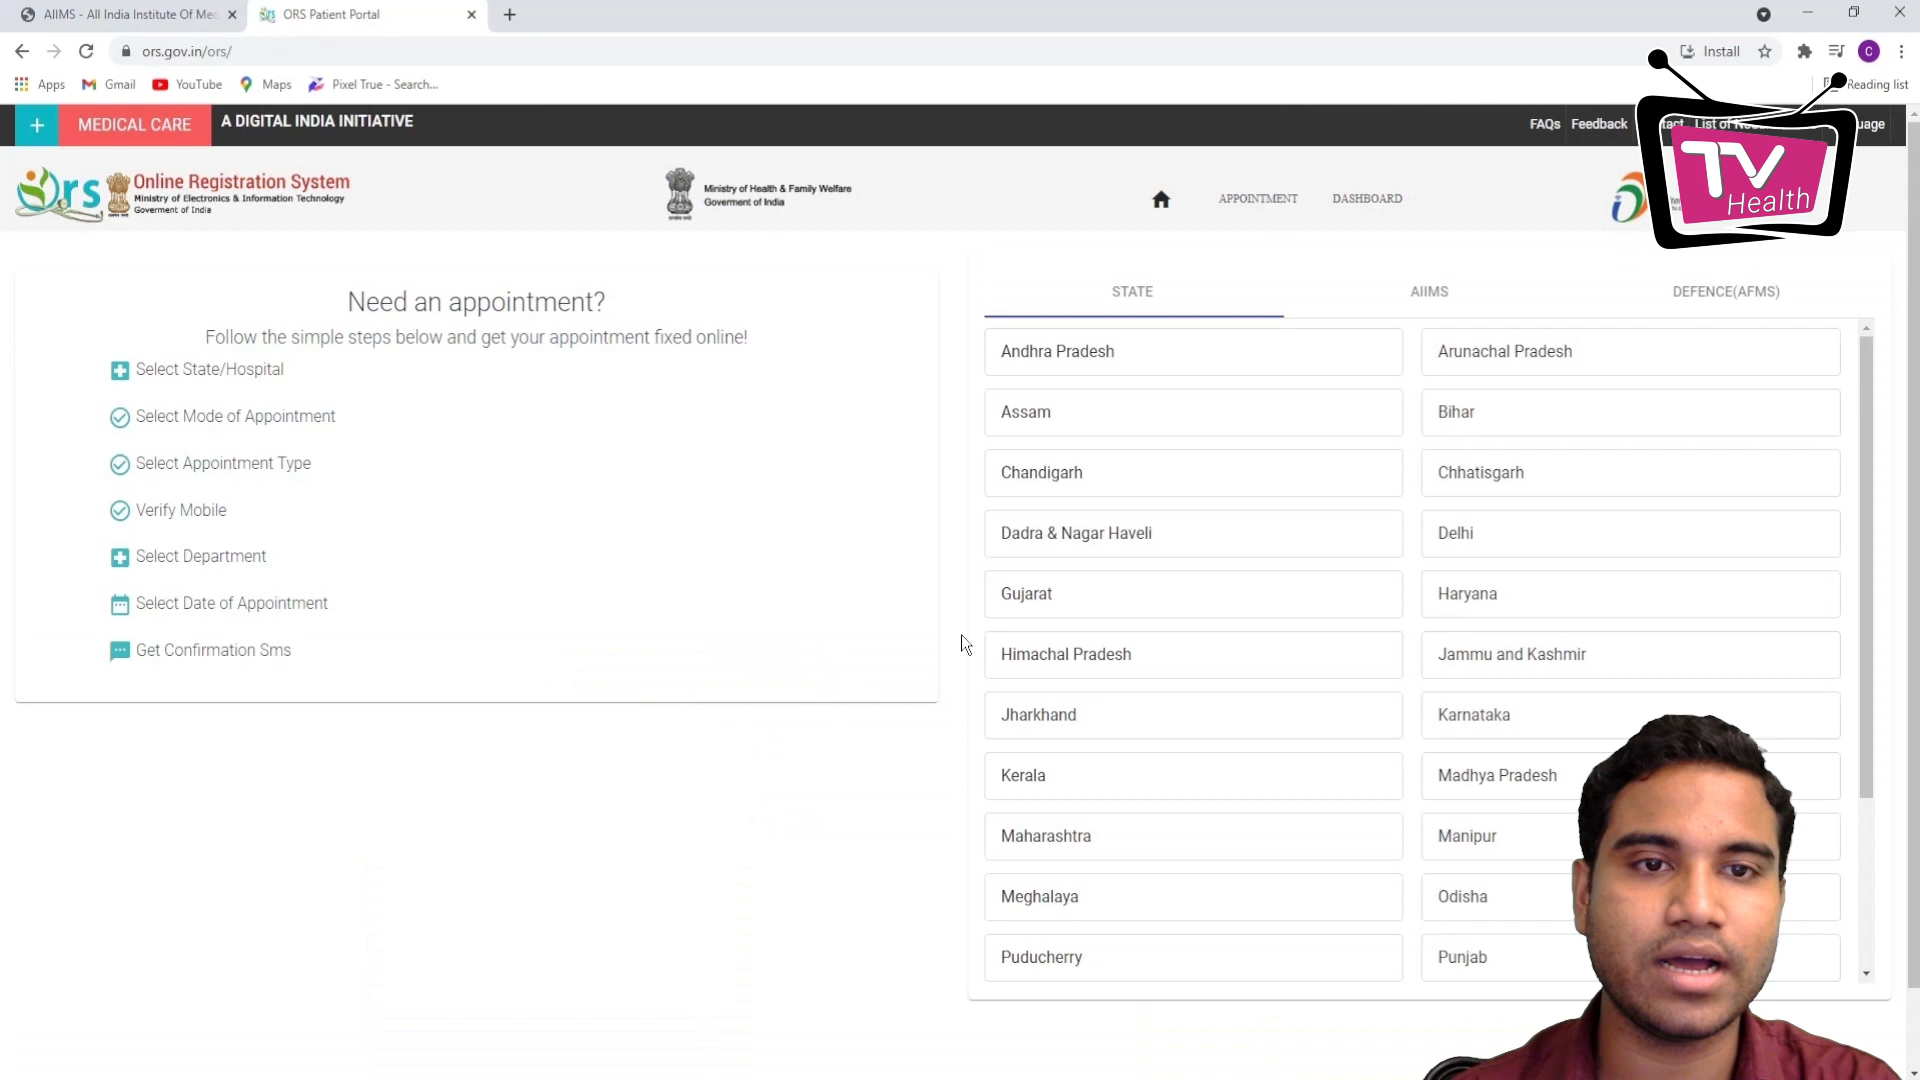 AIIMS - All India Institute Of Mec
ORS Patient Portal
ors.gov.in/ors/
Install
Apps
Gmail
YouTube
Maps
Pixel True - Search...
Reading list
+ MEDICAL CARE
A DIGITAL INDIA INITIATIVE
FAQs
Feedback
TV
Health
Ors
Online Registration System
Ministry of Electronics & Information Technology
Goverment of India
Ministry of Health & Family Welfare
Goverment of India
APPOINTMENT
DASHBOARD
Need an appointment?
Follow the simple steps below and get your appointment fixed online!
Select State/Hospital
Select Mode of Appointment
Select Appointment Type
Verify Mobile
Select Department
Select Date of Appointment
Get Confirmation Sms
STATE
AIIMS
DEFENCE(AFMS)
Andhra Pradesh
Arunachal Pradesh
Assam
Bihar
Chandigarh
Chhatisgarh
Dadra & Nagar Haveli
Delhi
Gujarat
Haryana
Himachal Pradesh
Jammu and Kashmir
Jharkhand
Karnataka
Kerala
Madhya Pradesh
Maharashtra
Manipur
Meghalaya
Odisha
Puducherry
Punjab
C